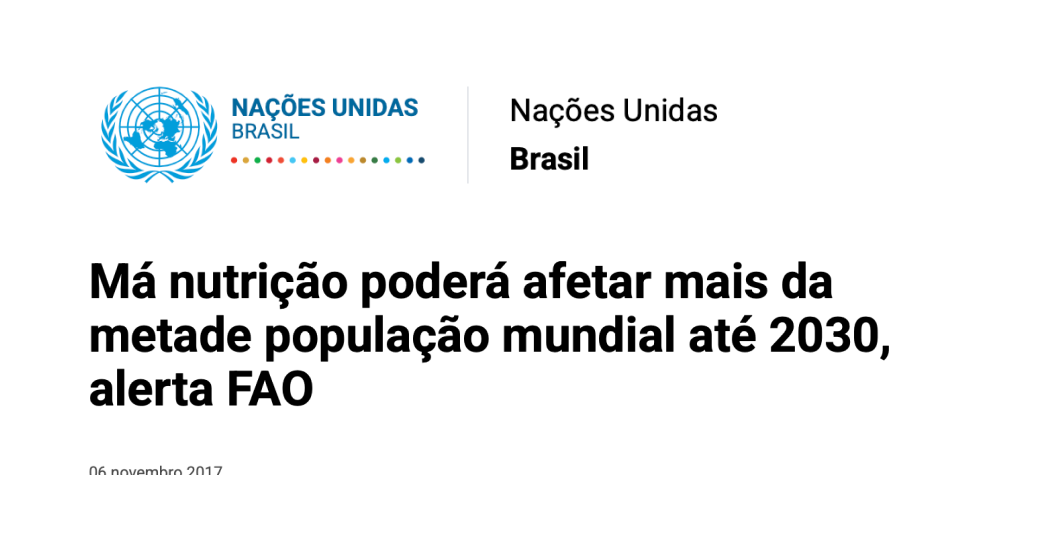 NAÇÕES UNIDAS
BRASIL
Nações Unidas
Brasil
Má nutrição poderá afetar mais da
metade população mundial até 2030,
alerta FAO
06 novembro 2017